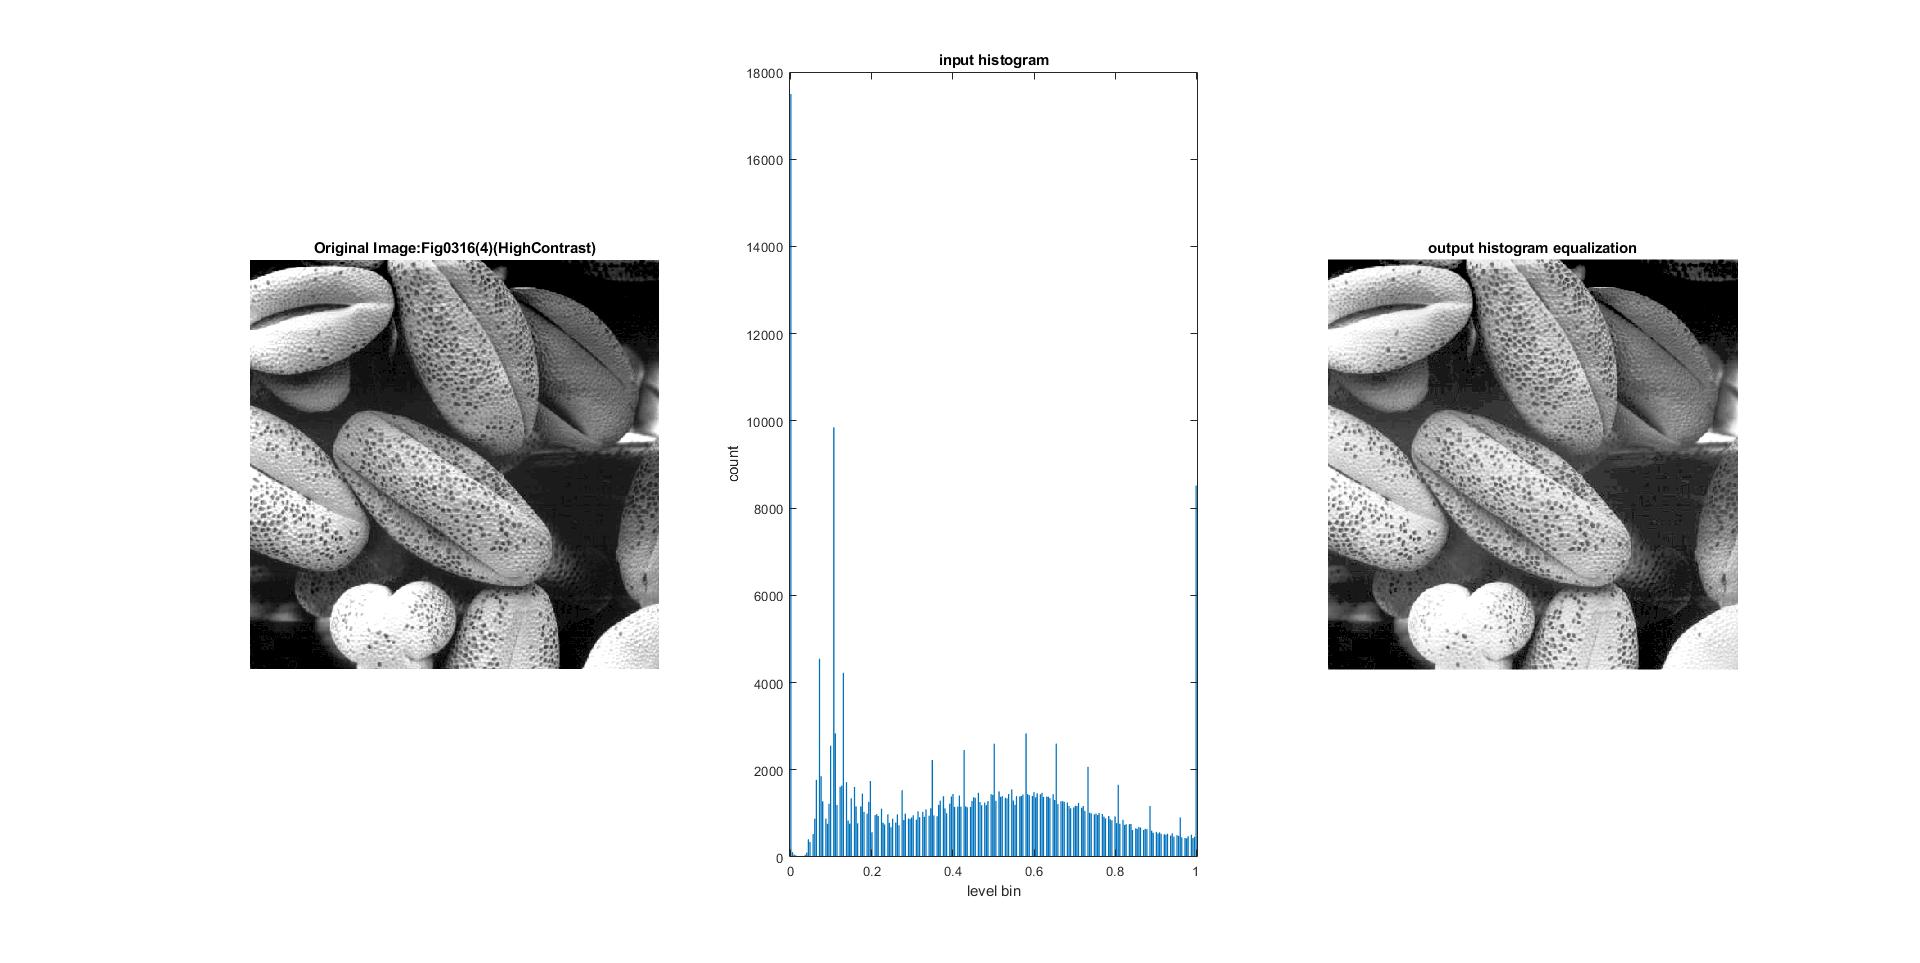 Original Image:Fig0316(4)(HighContrast)
input histogram
18000
16000
14000
12000
10000
8000
6000
4000
2000
0
count
0 0.2 0.4 0.6 0.8 1
level bin
output histogram equalization